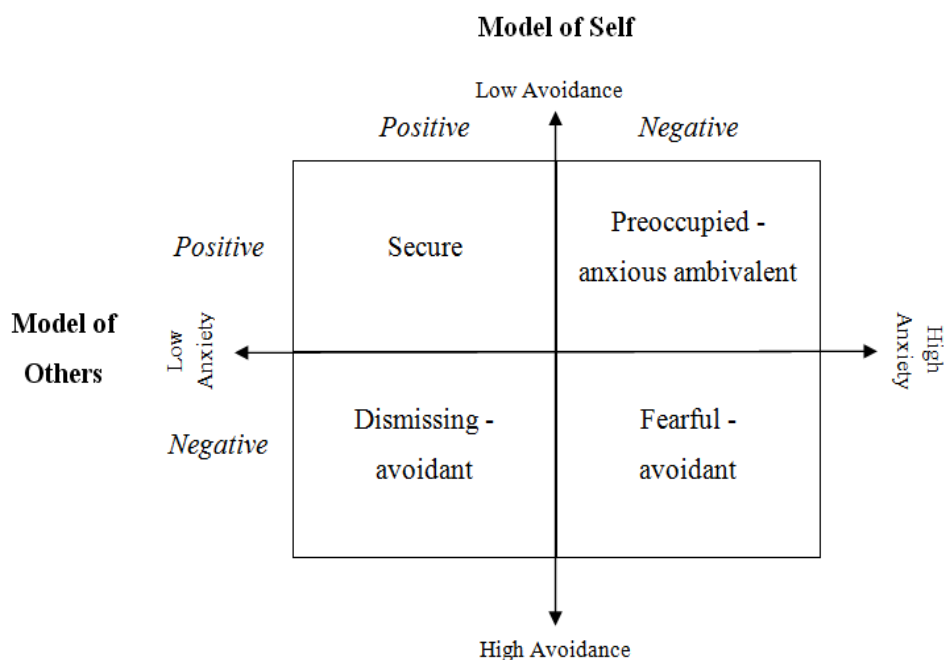 Model of Self
Low Avoidance
Positive
Negative
Positive
Secure
Preoccupied -
anxious ambivalent
Model of
Others
Low
Anxiety
High
Anxiety
Negative
Dismissing -
avoidant
Fearful -
avoidant
High Avoidance